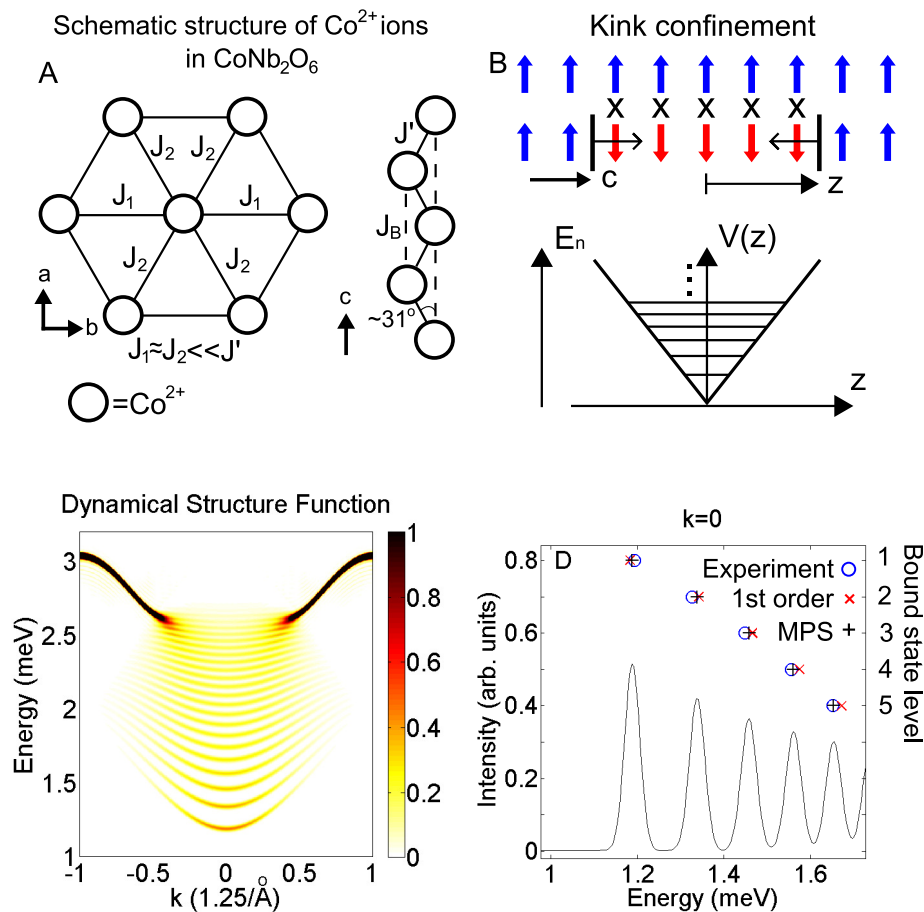 Schematic structure of Co2+ ions
in CoNb2O6
A
J2 J2
J1 J1
J2 J2
a
b
J1≈J2<<J'
=Co2+
J'
JB
c
~31o
Kink confinement
B
X X X X X
c
z
En
V(z)
z
Dynamical Structure Function
Energy (meV)
3
2.5
2
1.5
1
-1 -0.5 0 0.5 1
k (1.25/Å)
1
0.8
0.6
0.4
0.2
0
k=0
D
Experiment
1st order
MPS +
Intensity (arb. units)
0.8
0.6
0.4
0.2
0
1 1.2 1.4 1.6
Energy (meV)
1
2
3
4
5
Bound state level